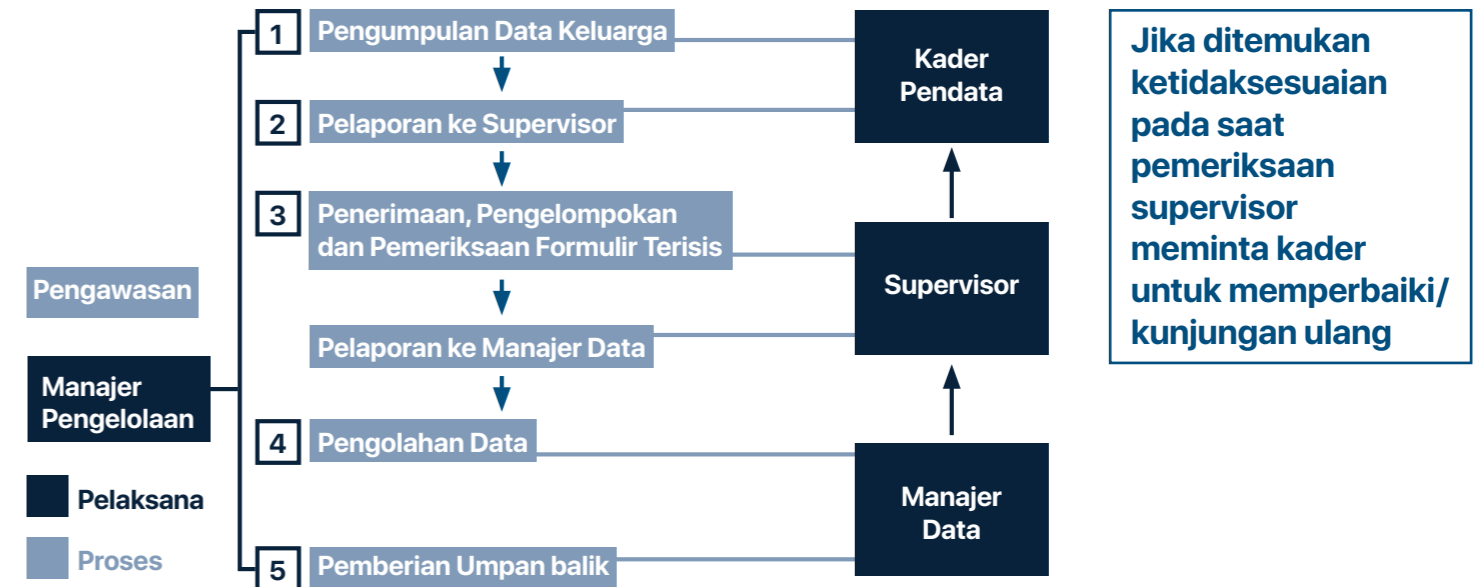 1 Pengumpulan Data Keluarga
2 Pelaporan ke Supervisor
3 Penerimaan, Pengelompokan
dan Pemeriksaan Formulir Terisis
Pelaporan ke Manajer Data
4 Pengolahan Data
5 Pemberian Umpan balik
Pengawasan
Manajer
Pengelolaan
Pelaksana
Proses
Kader
Pendata
Supervisor
Manajer
Data
Jika ditemukan
ketidaksesuaian
pada saat
pemeriksaan
supervisor
meminta kader
untuk memperbaiki/
kunjungan ulang